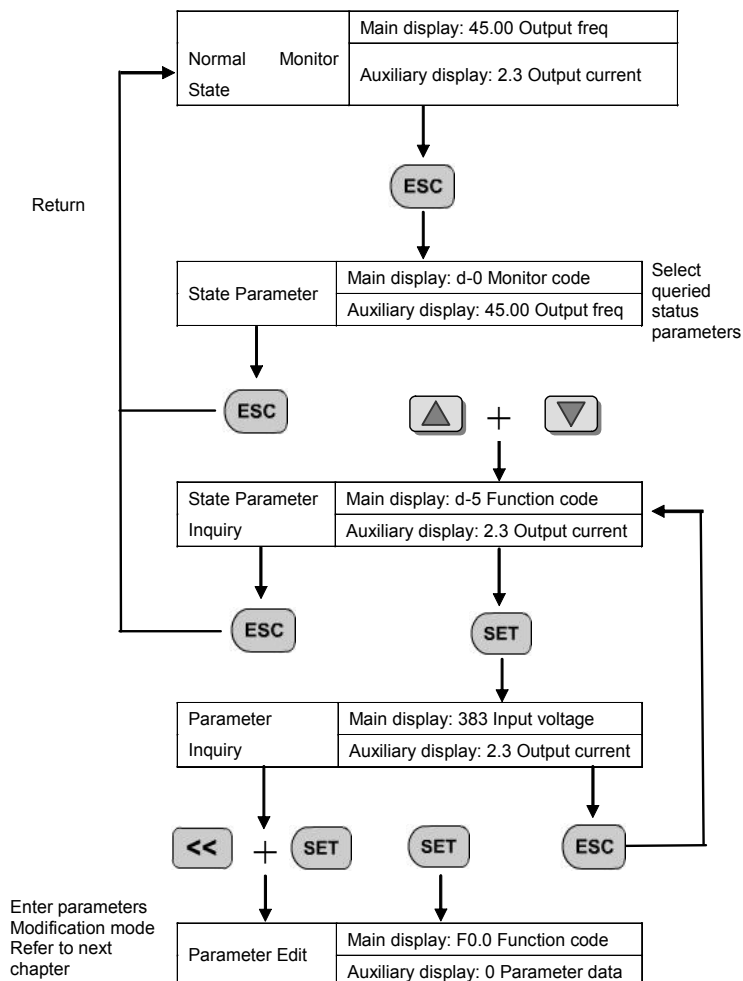 Main display: 45.00 Output freq
Normal Monitor
State
Auxiliary display: 2.3 Output current
ESC
Return
State Parameter
Main display: d-0 Monitor code
Auxiliary display: 45.00 Output freq
Select
queried
status
parameters
ESC
+
State Parameter
Inquiry
Main display: d-5 Function code
Auxiliary display: 2.3 Output current
ESC
SET
Parameter
Inquiry
Main display: 383 Input voltage
Auxiliary display: 2.3 Output current
<< + SET
SET
ESC
Enter parameters
Modification mode
Refer to next
chapter
Parameter Edit
Main display: F0.0 Function code
Auxiliary display: 0 Parameter data